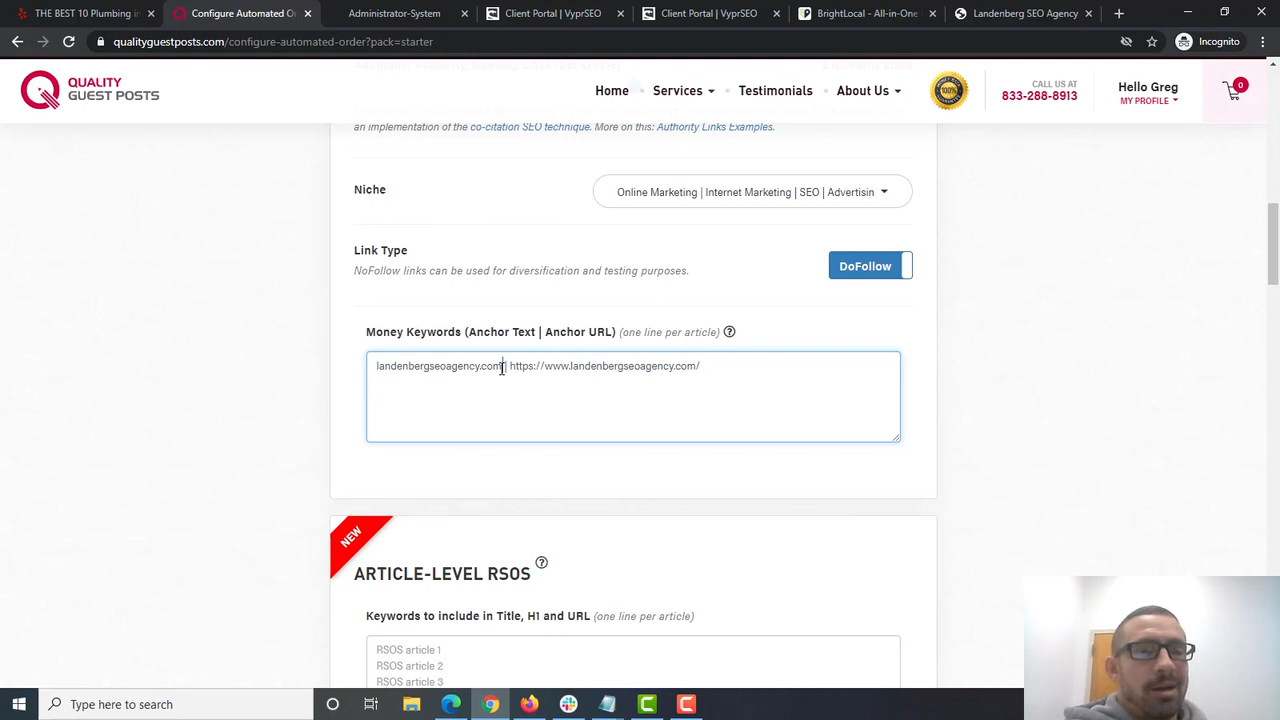 THE BEST 10 Plumbing in
Configure Automated Or
Administrator-System
Client Portal | VyprSEO
Client Portal | VyprSEO
BrightLocal - All-in-One
Landenberg SEO Agency
qualityguestposts.com/configure-automated-order?pack=starter
Incognito
QUALITY
GUEST POSTS
Home
Services
Testimonials
About Us
100%
CALL US AT
833-288-8913
Hello Greg
MY PROFILE
0
an implementation of the co-citation SEO technique. More on this: Authority Links Examples.
Niche
Online Marketing | Internet Marketing | SEO | Advertisin
Link Type
DoFollow
NoFollow links can be used for diversification and testing purposes.
Money Keywords (Anchor Text | Anchor URL) (one line per article)
landenbergseoagency.com | https://www.landenbergseoagency.com/
NEW
ARTICLE-LEVEL RSOS
Keywords to include in Title, H1 and URL (one line per article)
RSOS article 1
RSOS article 2
RSOS article 3
Type here to search